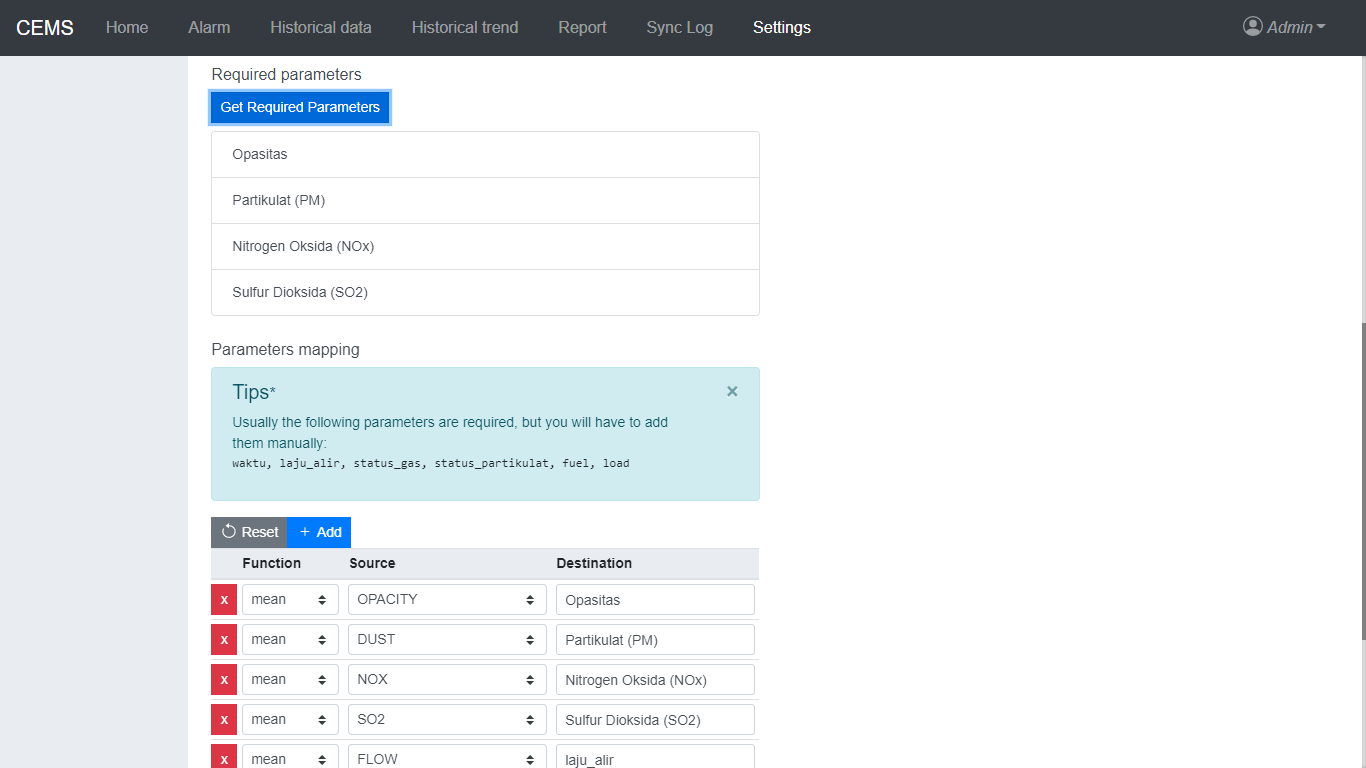 CEMS Home Alarm Historical data Historical trend Report Sync Log Settings Admin
Required parameters
Get Required Parameters
Opasitas
Partikulat (PM)
Nitrogen Oksida (NOx)
Sulfur Dioksida (SO2)
Parameters mapping
Tips* ×
Usually the following parameters are required, but you will have to add
them manually:
waktu, laju_alir, status_gas, status_partikulat, fuel, load
Reset + Add
Function Source Destination
x mean OPACITY Opasitas
x mean DUST Partikulat (PM)
x mean NOX Nitrogen Oksida (NOx)
x mean SO2 Sulfur Dioksida (SO2)
x mean FLOW laju_alir